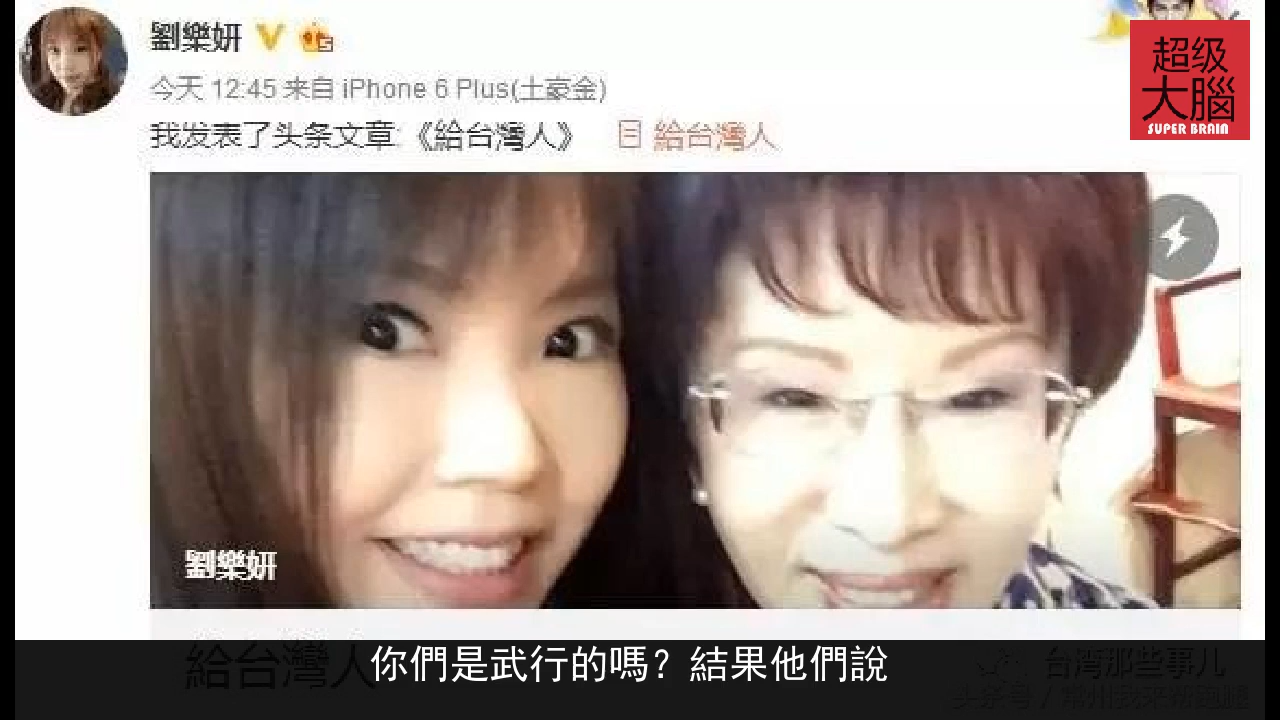 劉樂妍
今天 12:45 来自 iPhone 6 Plus(土豪金)
我发表了头条文章:《給台灣人》 給台灣人
超级
大腦
SUPER BRAIN
劉樂妍
給台灣人
你們是武行的嗎？結果他們說
台湾那些事儿
头条号 /